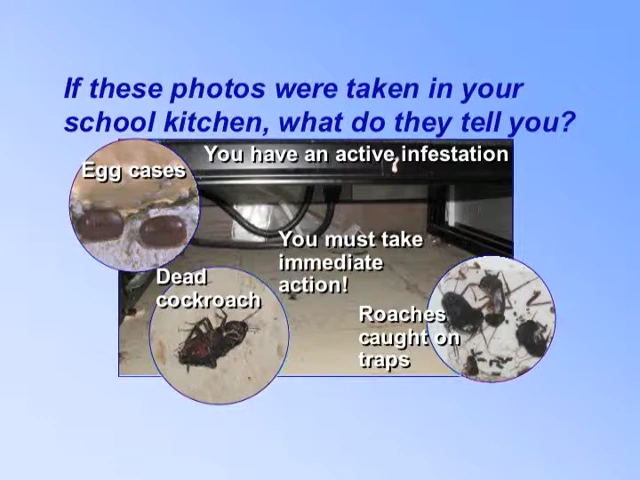 If these photos were taken in your
school kitchen, what do they tell you?
You have an active infestation
Egg cases
You must take
immediate
action!
Dead
cockroach
Roaches
caught on
traps